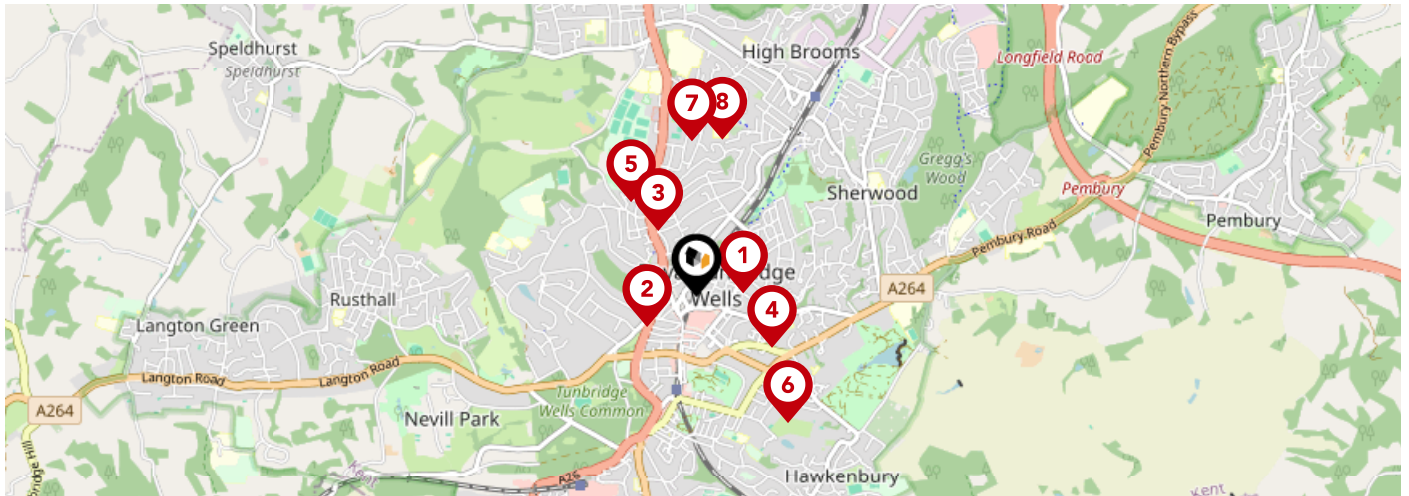 Speldhurst
Speldhurst
High Brooms
Longfield Road
Pembury Northern Bypass
7
8
5
3
Gregg's
Wood
Sherwood
Pembury
Pembury
Pembury Road
1
2
Wells
4
A264
Rusthall
Langton Green
Langton Road
Langton Road
A264
6
Tunbridge
Wells Common
Nevill Park
Hawkenbury
Kent
Kent